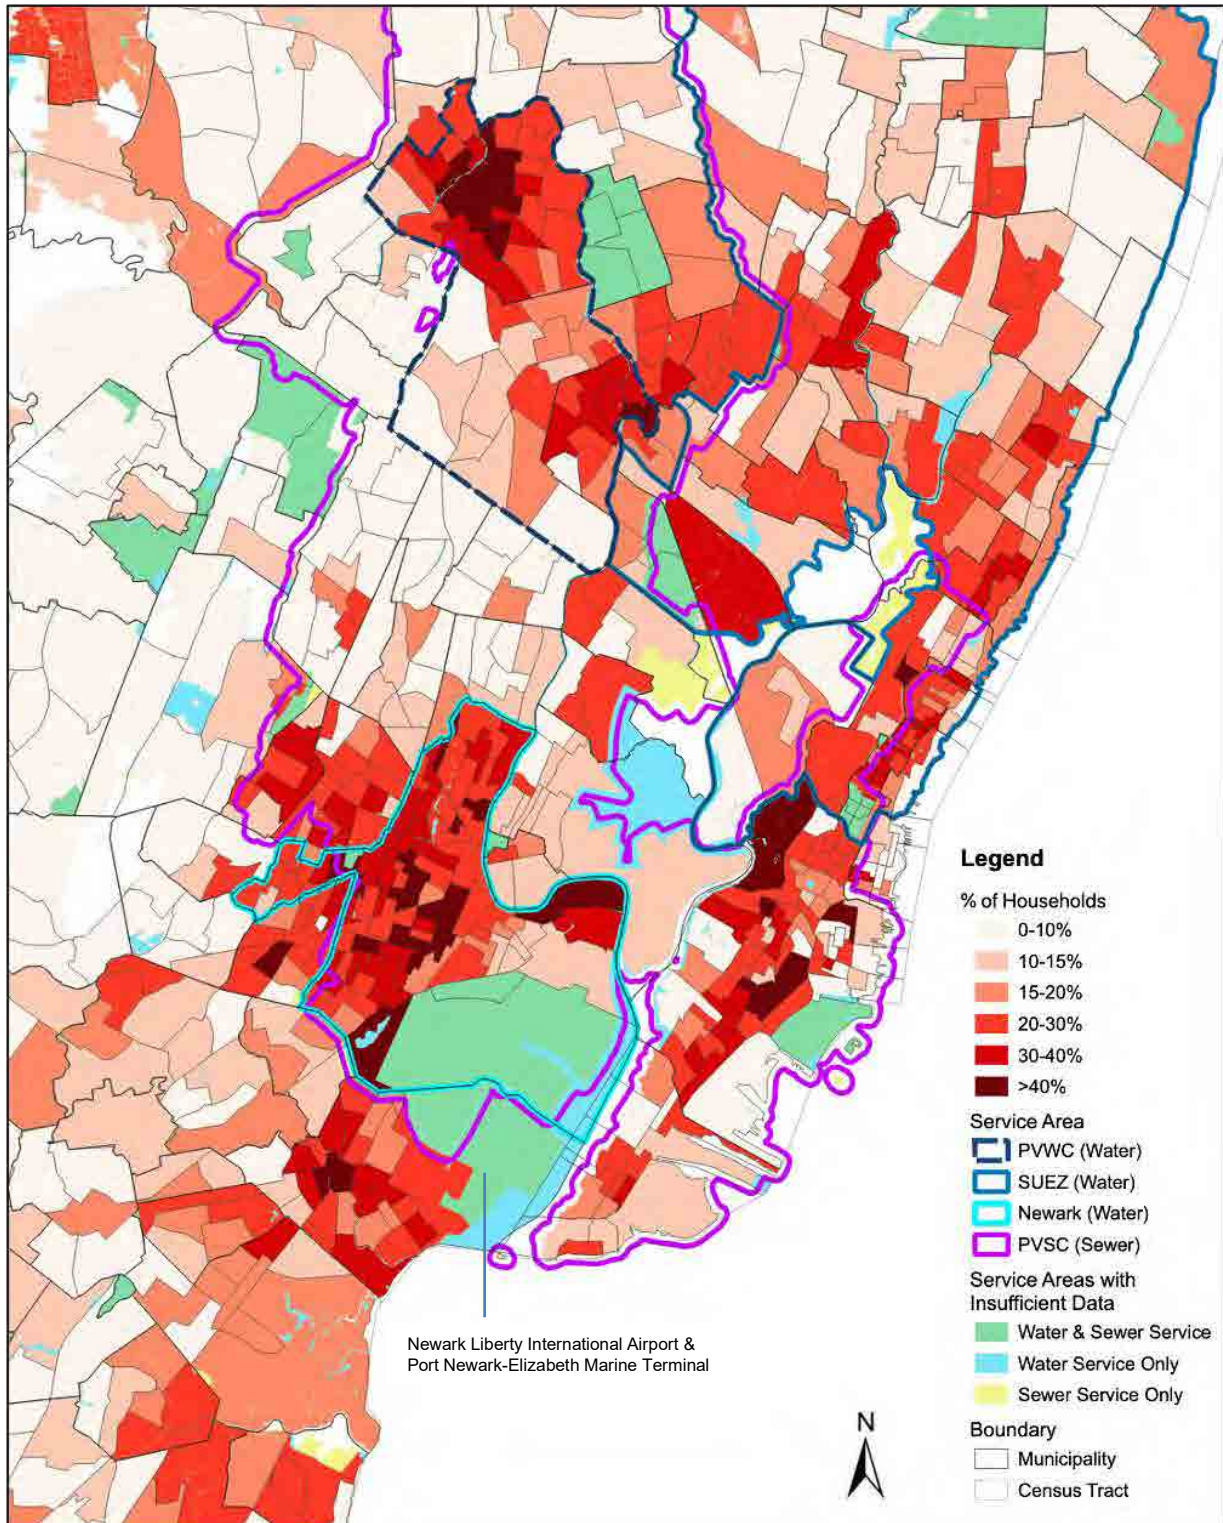 Legend
% of Households
0-10%
10-15%
15-20%
20-30%
30-40%
>40%
Service Area
PVWC (Water)
SUEZ (Water)
Newark (Water)
PVSC (Sewer)
Service Areas with
Insufficient Data
Water & Sewer Service
Water Service Only
Sewer Service Only
Boundary
Municipality
Census Tract
Newark Liberty International Airport &
Port Newark-Elizabeth Marine Terminal
N